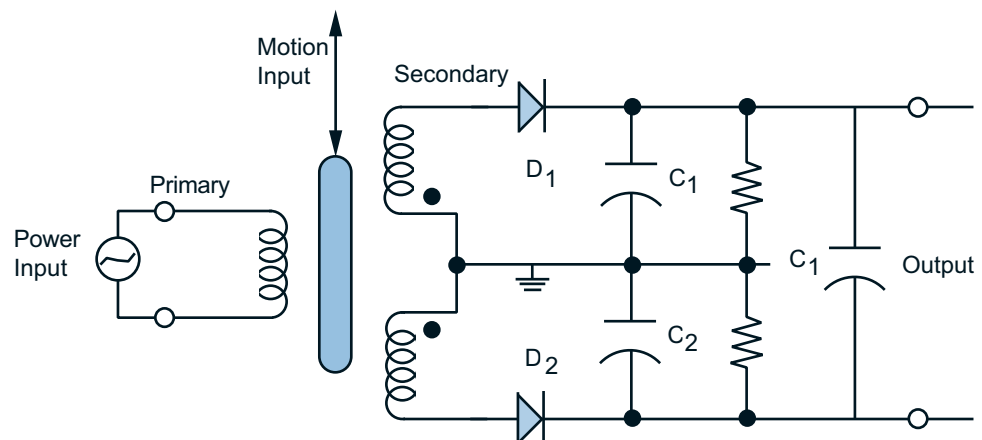 Motion
Input
Secondary
Primary
Power
Input
D1
C1
C1
Output
C2
D2